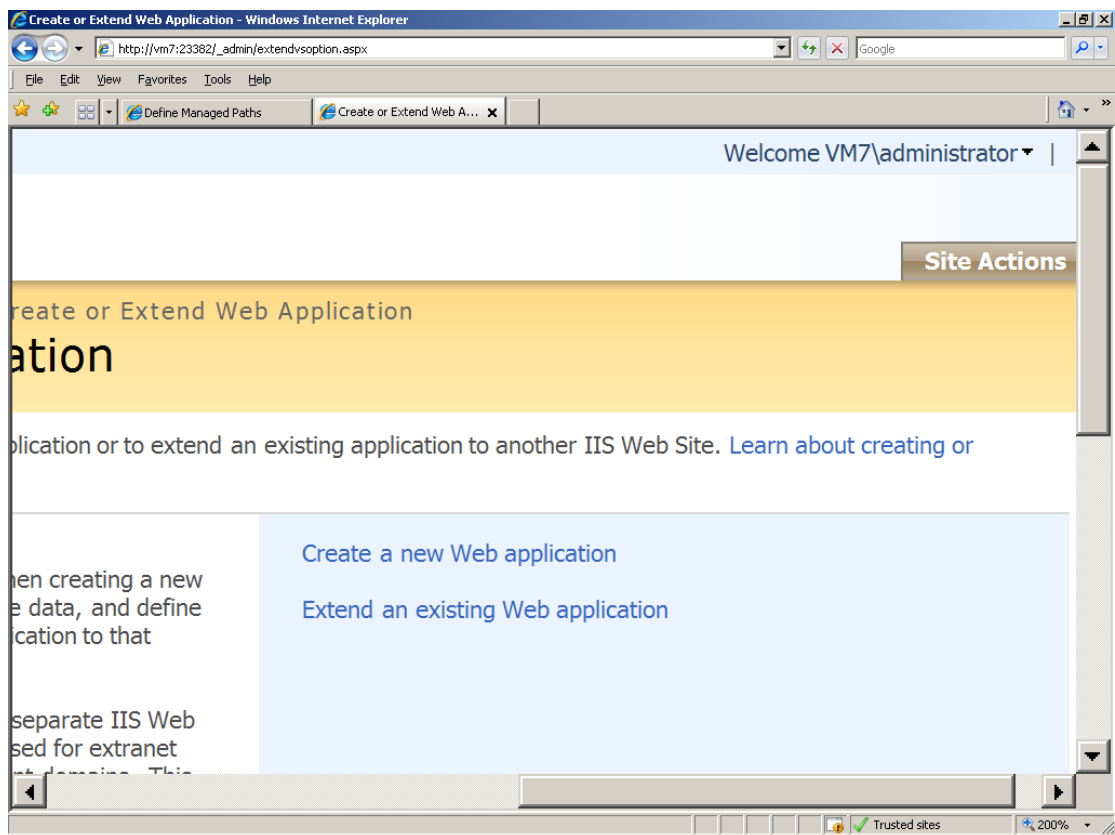 Create or Extend Web Application - Windows Internet Explorer
http://vm7:23382/_admin/extendvsoption.aspx
Google
File Edit View Favorites Tools Help
Define Managed Paths
Create or Extend Web A...
Welcome VM7\administrator |
Site Actions
reate or Extend Web Application
ation
plication or to extend an existing application to another IIS Web Site. Learn about creating or
Create a new Web application
Extend an existing Web application
hen creating a new
e data, and define
ication to that
separate IIS Web
sed for extranet
nt domains. This
Trusted sites
200%